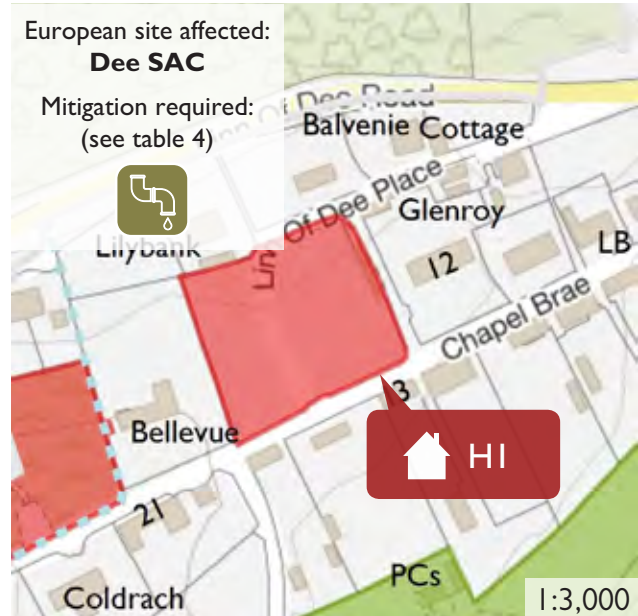 European site affected:
Dee SAC
Mitigation required:
(see table 4)
Of Dee Road
Balvenie Cottage
Of Dee Place
Glenroy
Lilybank
12
LB
Chapel Brae
3
Bellevue
HI
21
PCs
Coldrach
1:3,000